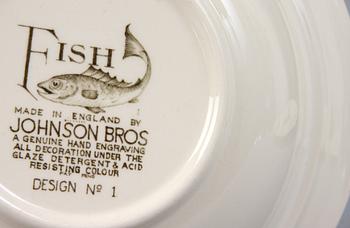 FISH
MADE IN ENGLAND BY
JOHNSON BROS
A GENUINE HAND ENGRAVING
ALL DECORATION UNDER THE
GLAZE DETERGENT & ACID
RESISTING COLOUR
DESIGN Nº 1